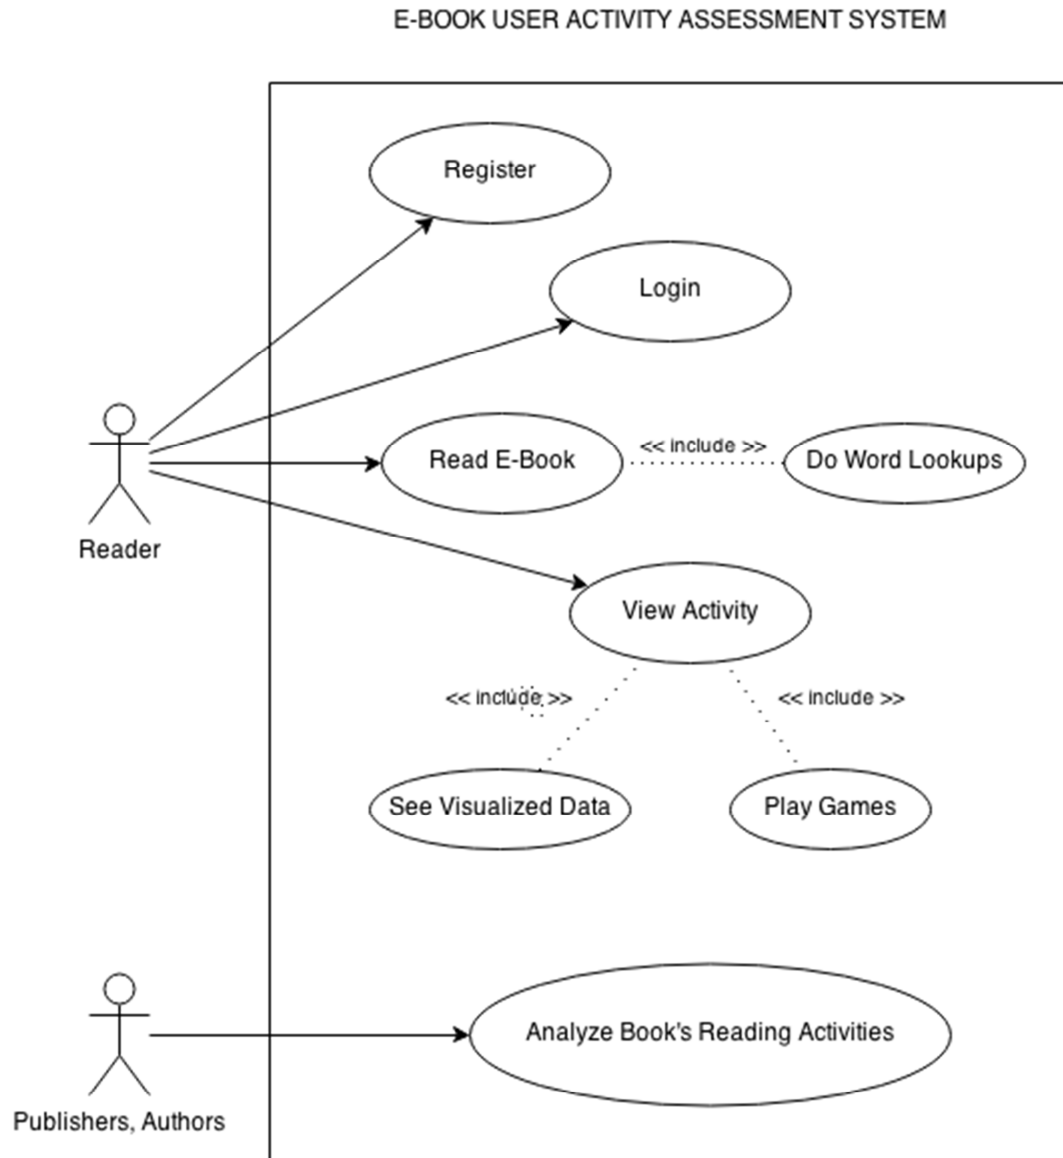 E-BOOK USER ACTIVITY ASSESSMENT SYSTEM
Register
Login
Read E-Book
<< include >>
Do Word Lookups
Reader
View Activity
<< include >>
<< include >>
See Visualized Data
Play Games
Analyze Book's Reading Activities
Publishers, Authors